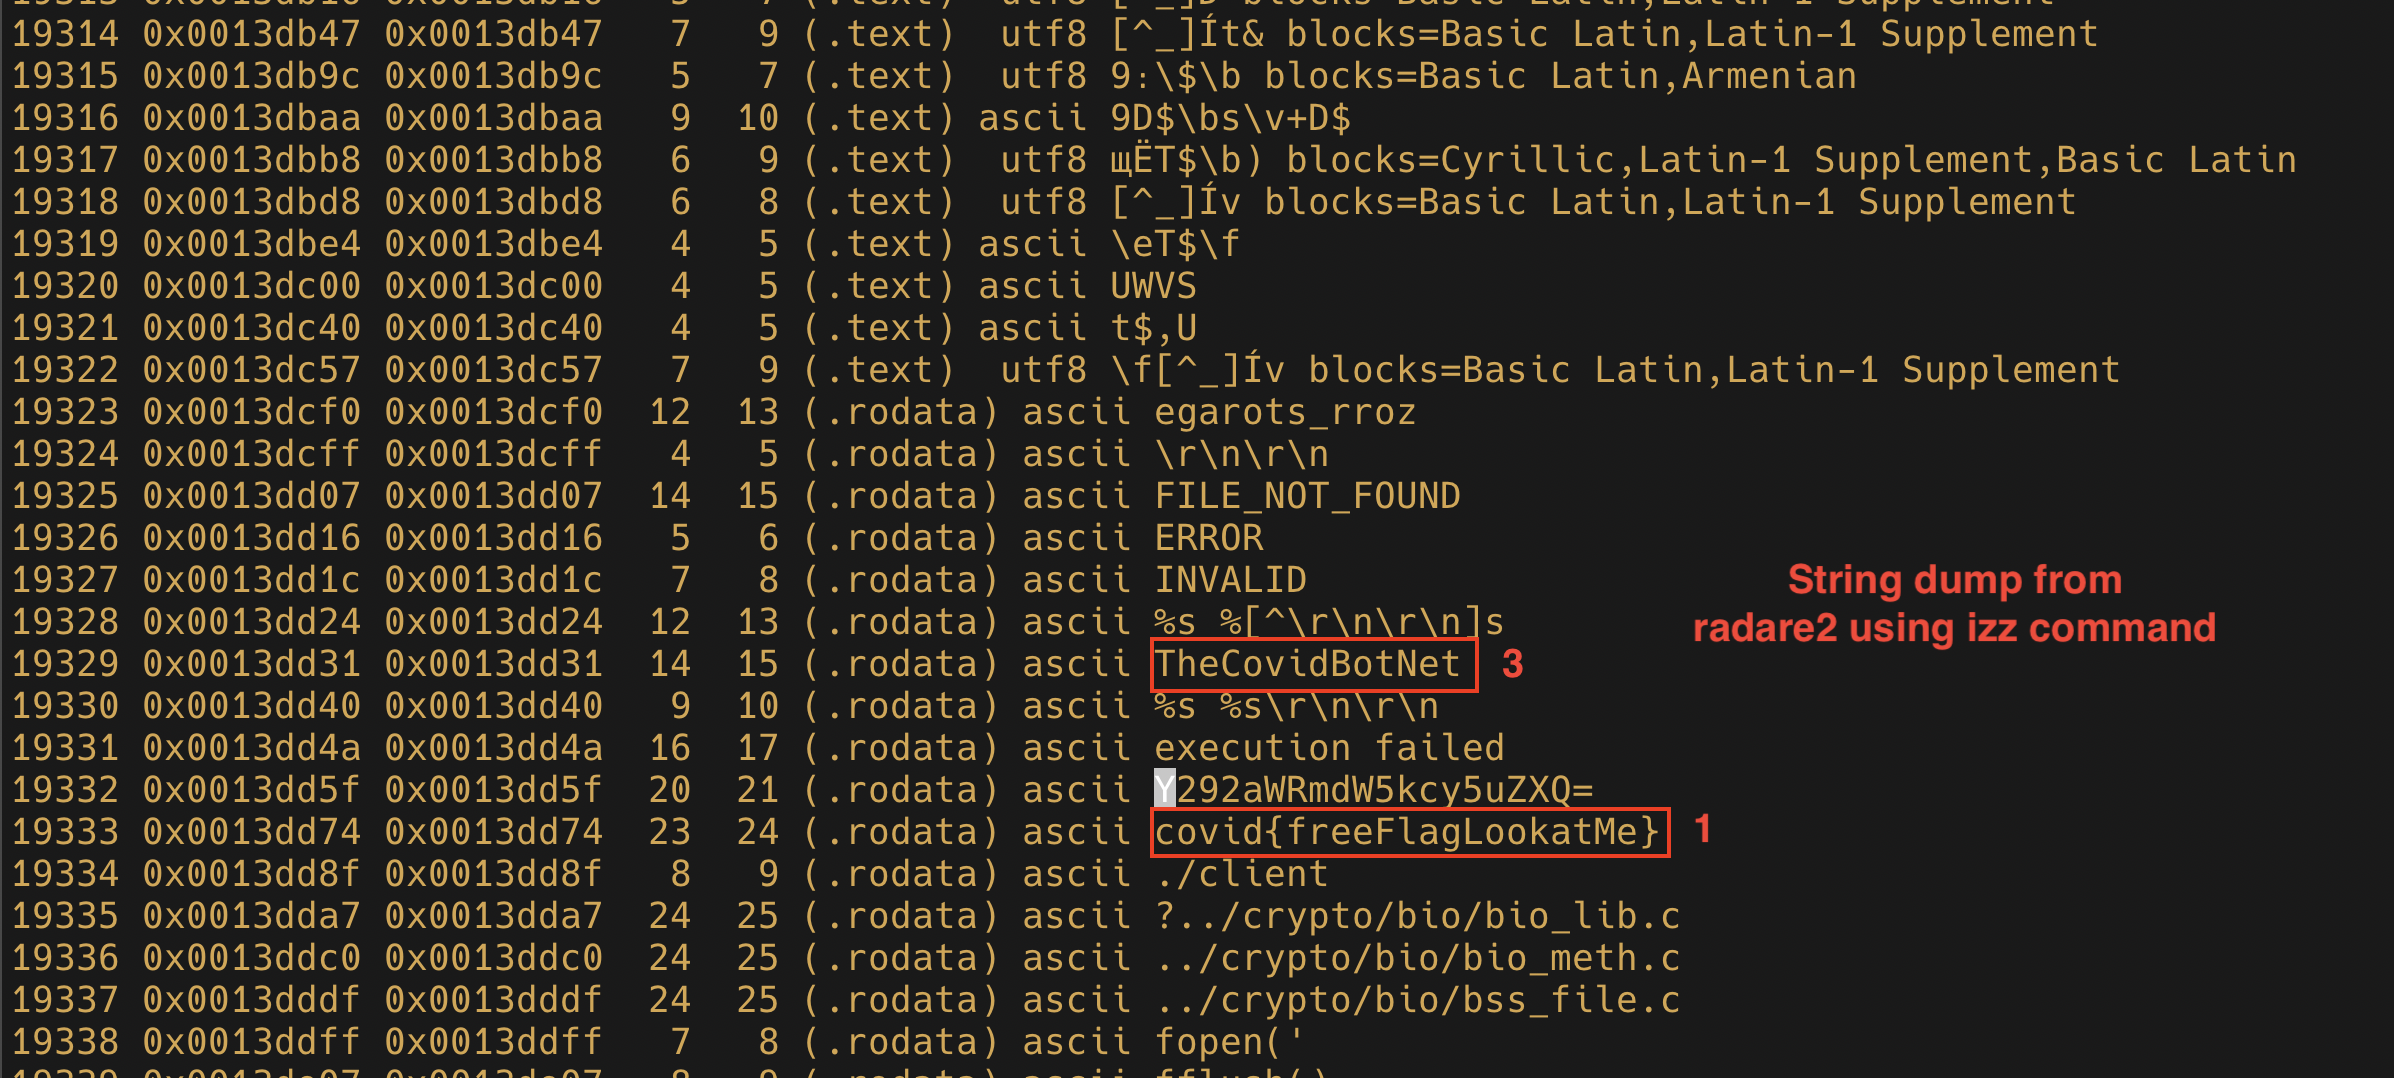 19314 0x0013db47 0x0013db47 7 9 (.text) utf8 [^_]Ít& blocks=Basic Latin,Latin-1 Supplement
19315 0x0013db9c 0x0013db9c 5 7 (.text) utf8 9։\$\b blocks=Basic Latin,Armenian
19316 0x0013dbaa 0x0013dbaa 9 10 (.text) ascii 9D$\bs\v+D$
19317 0x0013dbb8 0x0013dbb8 6 9 (.text) utf8 щËT$\b) blocks=Cyrillic,Latin-1 Supplement,Basic Latin
19318 0x0013dbd8 0x0013dbd8 6 8 (.text) utf8 [^_]Ív blocks=Basic Latin,Latin-1 Supplement
19319 0x0013dbe4 0x0013dbe4 4 5 (.text) ascii \eT$\f
19320 0x0013dc00 0x0013dc00 4 5 (.text) ascii UWVS
19321 0x0013dc40 0x0013dc40 4 5 (.text) ascii t$,U
19322 0x0013dc57 0x0013dc57 7 9 (.text) utf8 \f[^_]Ív blocks=Basic Latin,Latin-1 Supplement
19323 0x0013dcf0 0x0013dcf0 12 13 (.rodata) ascii egarots_rroz
19324 0x0013dcff 0x0013dcff 4 5 (.rodata) ascii \r\n\r\n
19325 0x0013dd07 0x0013dd07 14 15 (.rodata) ascii FILE_NOT_FOUND
19326 0x0013dd16 0x0013dd16 5 6 (.rodata) ascii ERROR
19327 0x0013dd1c 0x0013dd1c 7 8 (.rodata) ascii INVALID
String dump from
19328 0x0013dd24 0x0013dd24 12 13 (.rodata) ascii %s %[^\r\n\r\n]s
radare2 using izz command
19329 0x0013dd31 0x0013dd31 14 15 (.rodata) ascii TheCovidBotNet 3
19330 0x0013dd40 0x0013dd40 9 10 (.rodata) ascii %s %s\r\n\r\n
19331 0x0013dd4a 0x0013dd4a 16 17 (.rodata) ascii execution failed
19332 0x0013dd5f 0x0013dd5f 20 21 (.rodata) ascii Y292aWRmdW5kcy5uZXQ=
19333 0x0013dd74 0x0013dd74 23 24 (.rodata) ascii covid{freeFlagLookatMe} 1
19334 0x0013dd8f 0x0013dd8f 8 9 (.rodata) ascii ./client
19335 0x0013dda7 0x0013dda7 24 25 (.rodata) ascii ?../crypto/bio/bio_lib.c
19336 0x0013ddc0 0x0013ddc0 24 25 (.rodata) ascii ../crypto/bio/bio_meth.c
19337 0x0013dddf 0x0013dddf 24 25 (.rodata) ascii ../crypto/bio/bss_file.c
19338 0x0013ddff 0x0013ddff 7 8 (.rodata) ascii fopen('